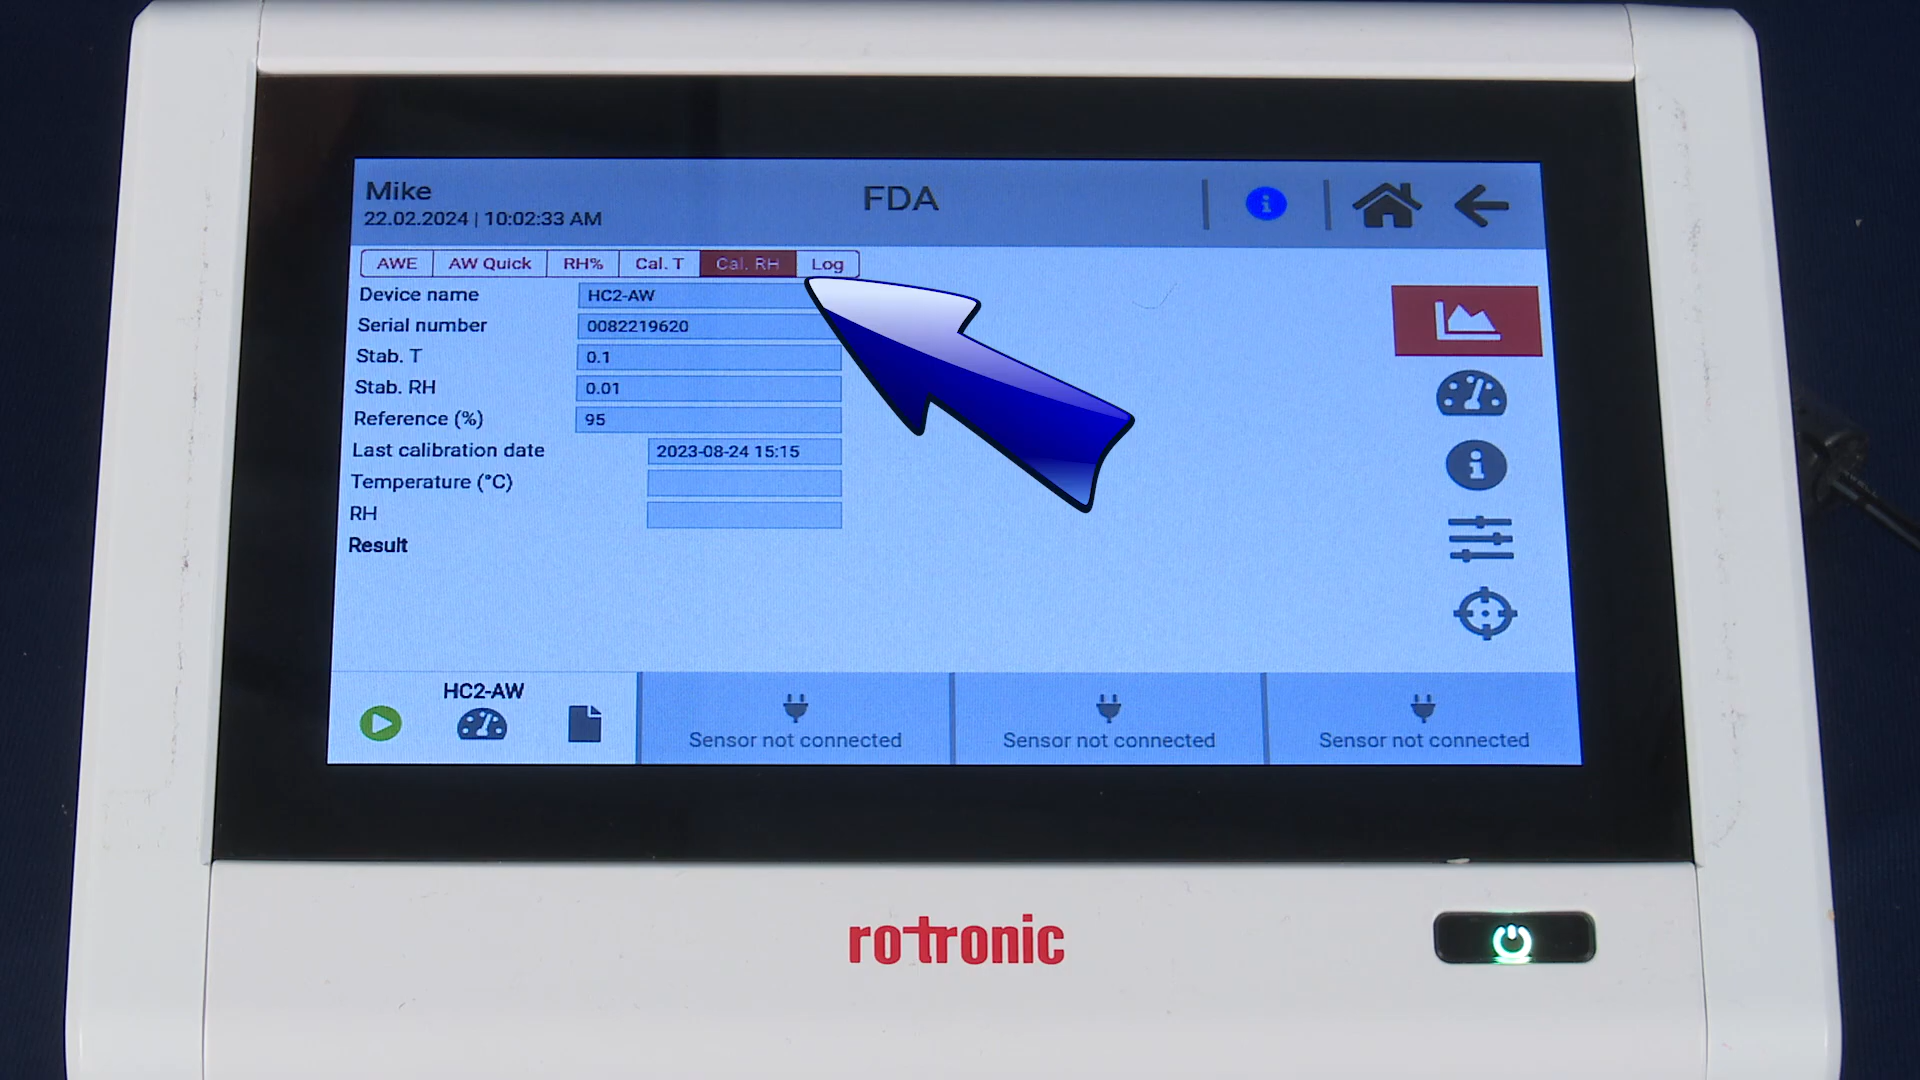 Mike
FDA
22.02.2024 | 10:02:33 AM
AWE AW Quick RH% Cal. T Cal. RH Log
Device name HC2-AW
Serial number 0082219620
Stab. T 0.1
Stab. RH 0.01
Reference (%) 95
Last calibration date 2023-08-24 15:15
Temperature (°C)
RH
Result
HC2-AW
Sensor not connected Sensor not connected Sensor not connected
rotronic